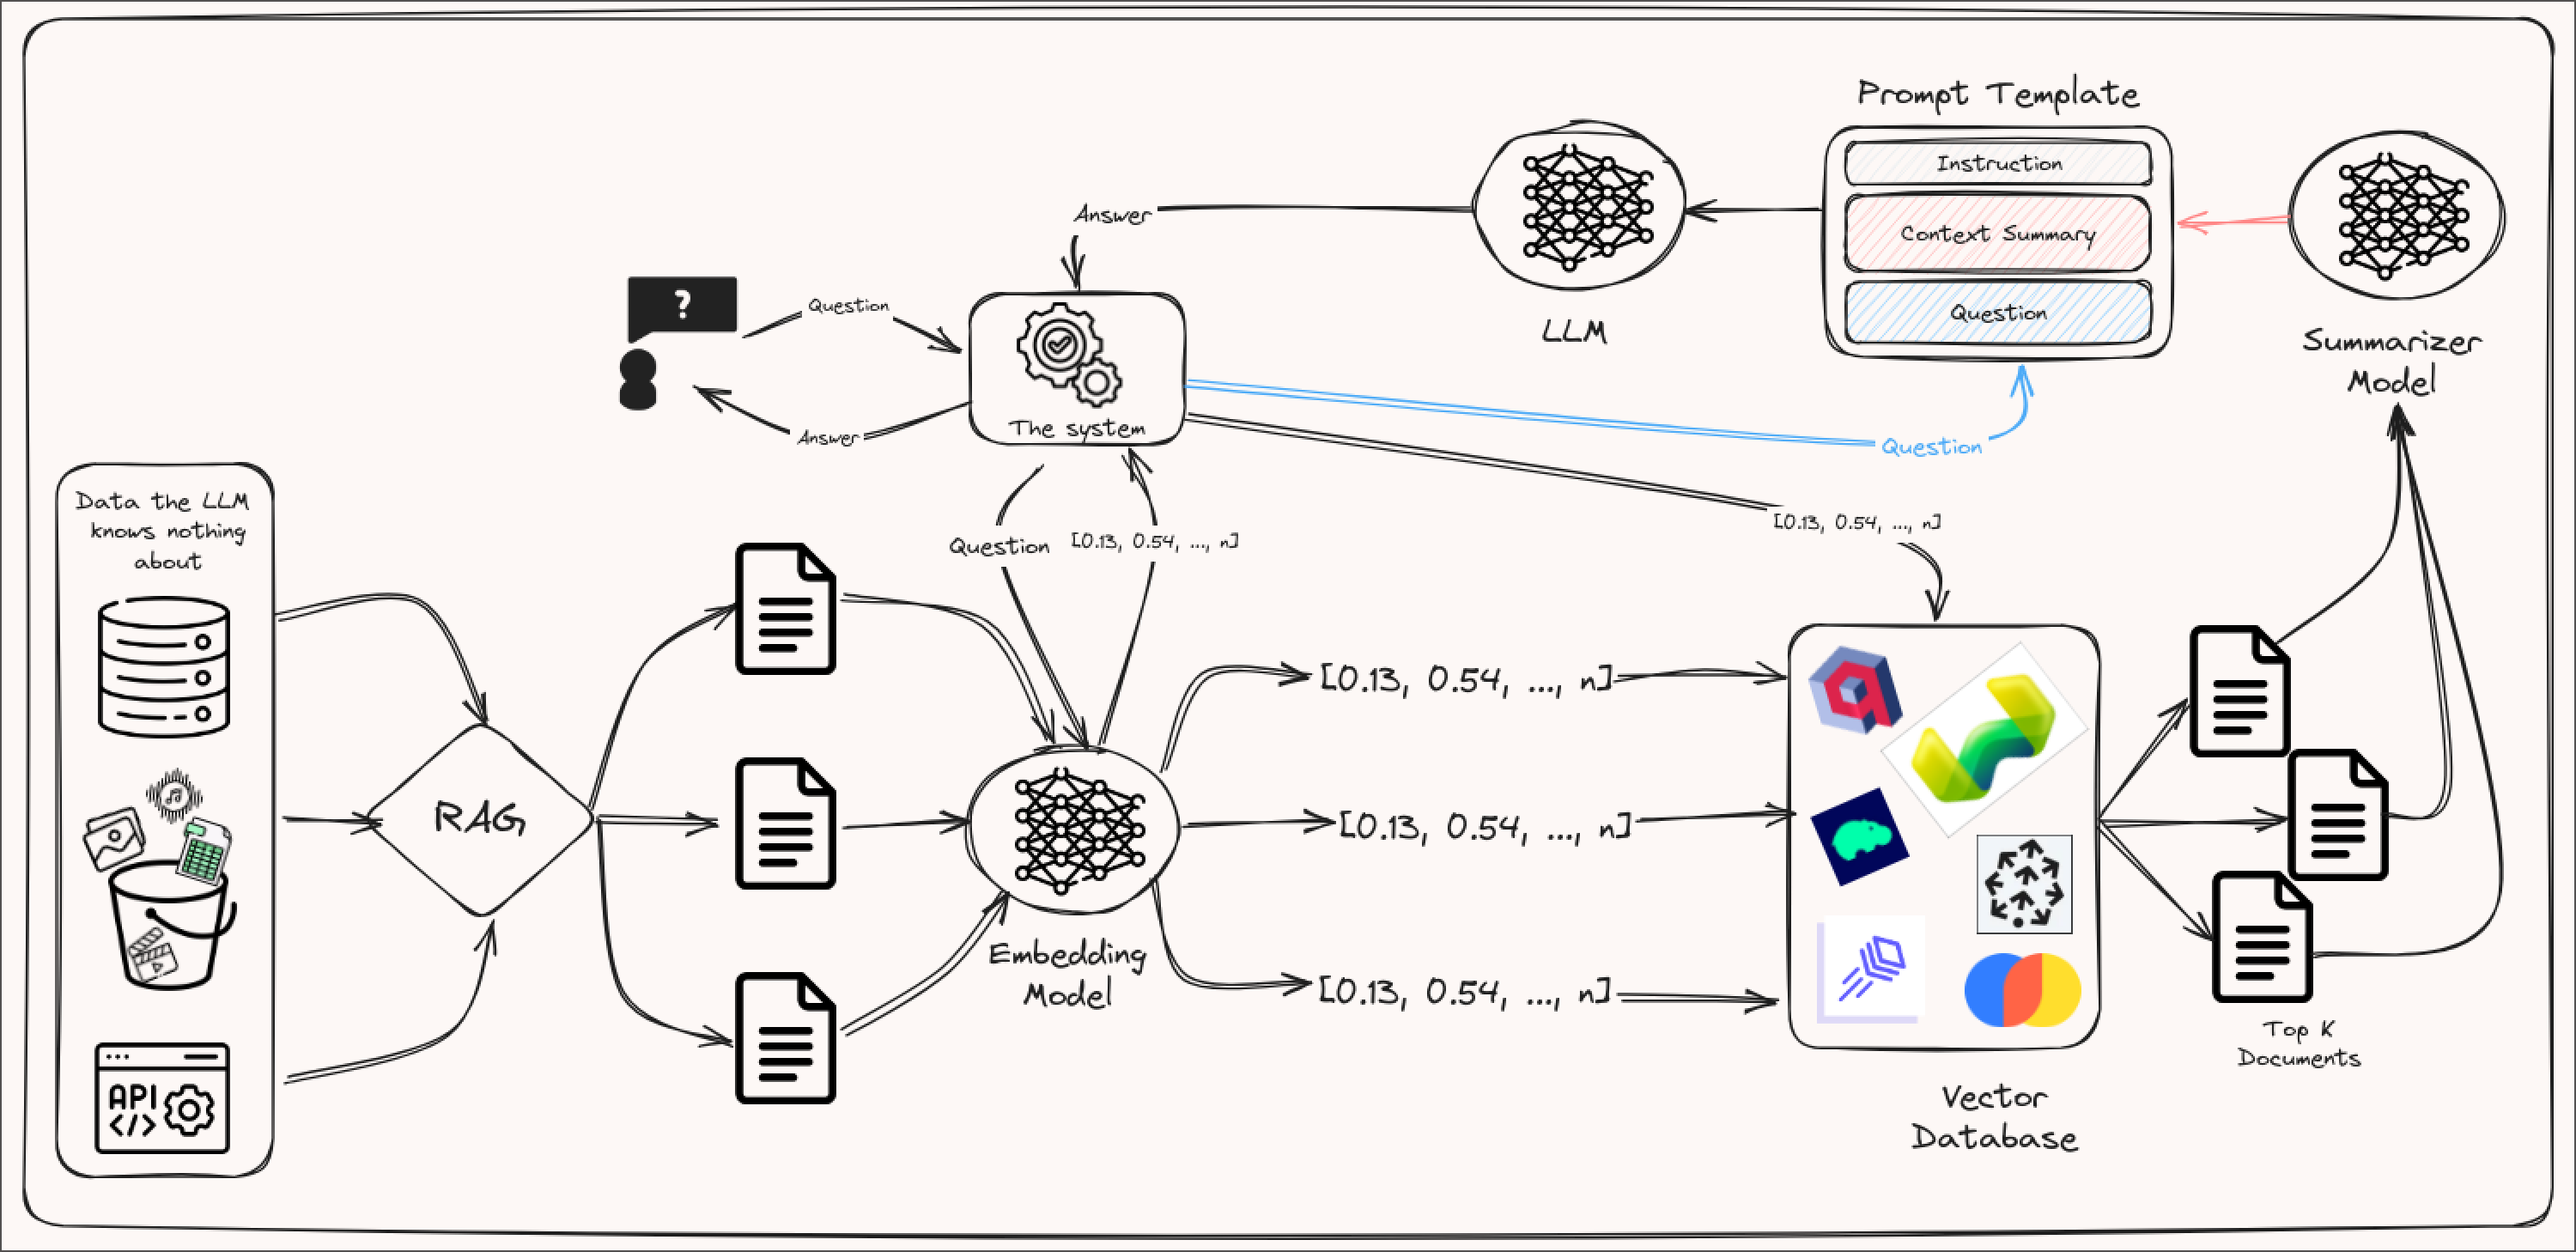 Prompt Template
Instruction
Context Summary
Question
LLM
Summarizer
Model
Answer
?
Question
Answer
The system
Question
Question
[0.13, 0.54, ..., n]
[0.13, 0.54, ..., n]
Data the LLM
knows nothing
about
API
</>
RAG
Embedding
Model
[0.13, 0.54, ..., n]
[0.13, 0.54, ..., n]
[0.13, 0.54, ..., n]
Vector
Database
Top K
Documents